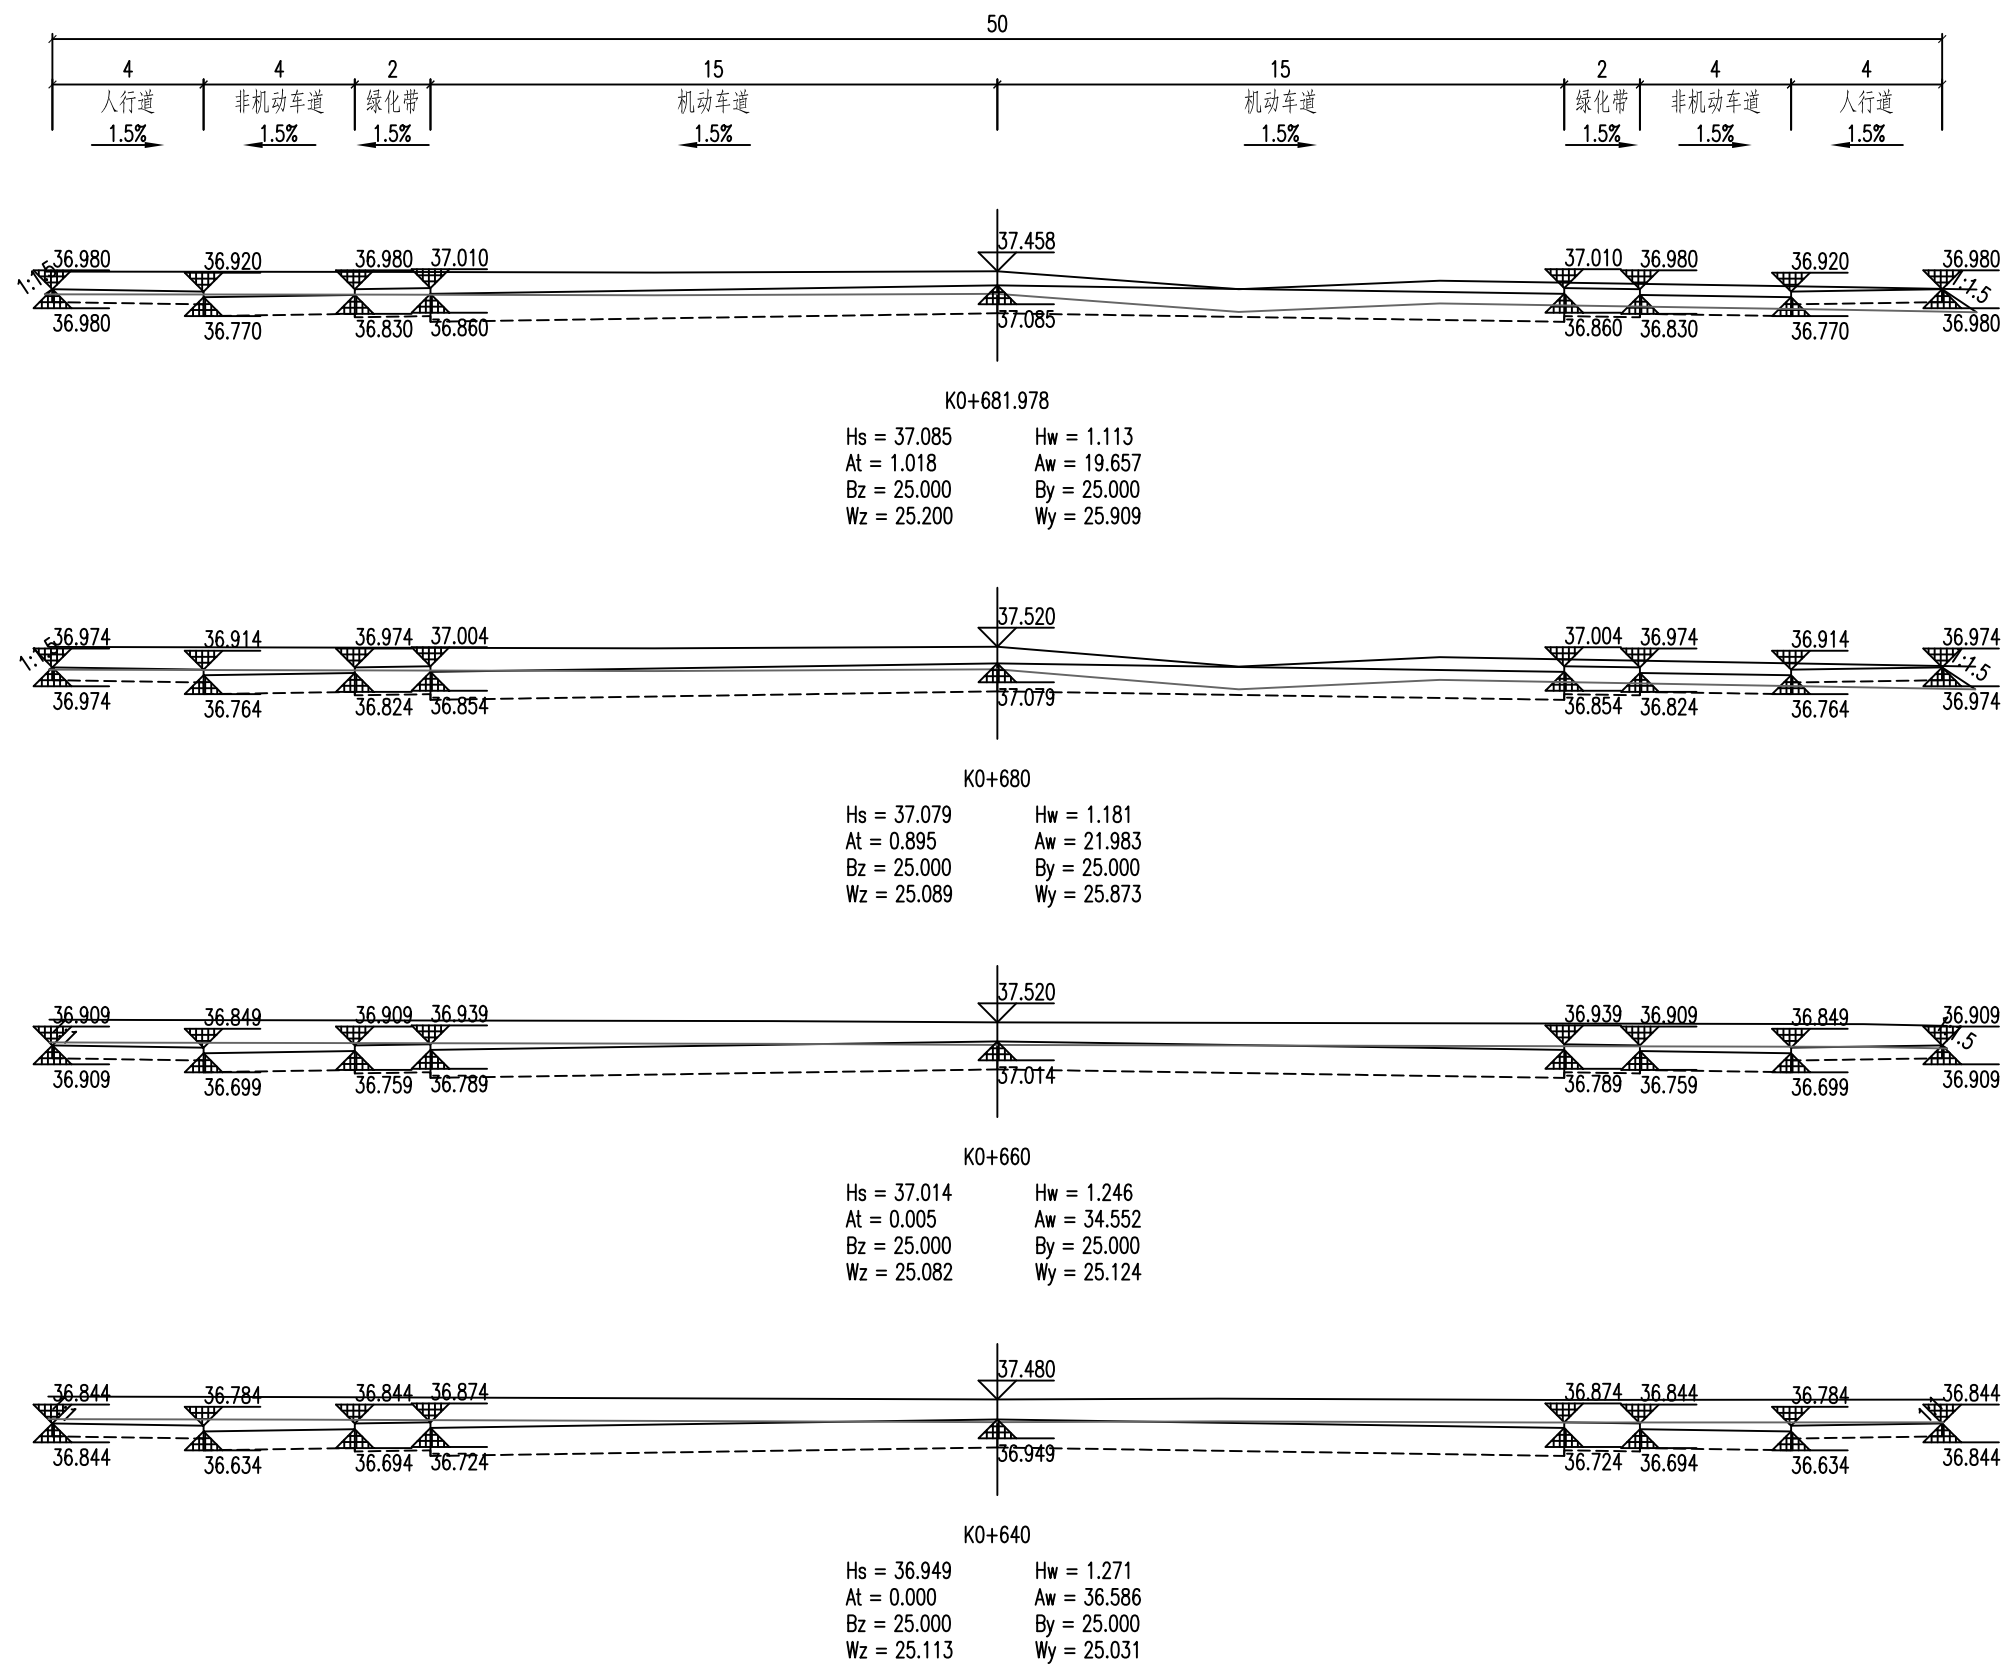 50
4 4 2 15 15 2 4 4
人行道 非机动车道 绿化带 机动车道 机动车道 绿化带 非机动车道 人行道
1.5% 1.5% 1.5% 1.5% 1.5% 1.5% 1.5% 1.5%
36.980 36.920 36.980 37.010 37.458 37.010 36.980 36.920 36.980
1:1.5 1:1.5
36.980 36.770 36.830 36.860 37.085 36.860 36.830 36.770 36.980
K0+681.978
Hs = 37.085 Hw = 1.113
At = 1.018 Aw = 19.657
Bz = 25.000 By = 25.000
Wz = 25.200 Wy = 25.909
36.974 36.914 36.974 37.004 37.520 37.004 36.974 36.914 36.974
1:1.5 1:1.5
36.974 36.764 36.824 36.854 37.079 36.854 36.824 36.764 36.974
K0+680
Hs = 37.079 Hw = 1.181
At = 0.895 Aw = 21.983
Bz = 25.000 By = 25.000
Wz = 25.089 Wy = 25.873
36.909 36.849 36.909 36.939 37.520 36.939 36.909 36.849 36.909
36.909 36.699 36.759 36.789 37.014 36.789 36.759 36.699 36.909
K0+660
Hs = 37.014 Hw = 1.246
At = 0.005 Aw = 34.552
Bz = 25.000 By = 25.000
Wz = 25.082 Wy = 25.124
36.844 36.784 36.844 36.874 37.480 36.874 36.844 36.784 36.844
36.844 36.634 36.694 36.724 36.949 36.724 36.694 36.634 36.844
K0+640
Hs = 36.949 Hw = 1.271
At = 0.000 Aw = 36.586
Bz = 25.000 By = 25.000
Wz = 25.113 Wy = 25.031